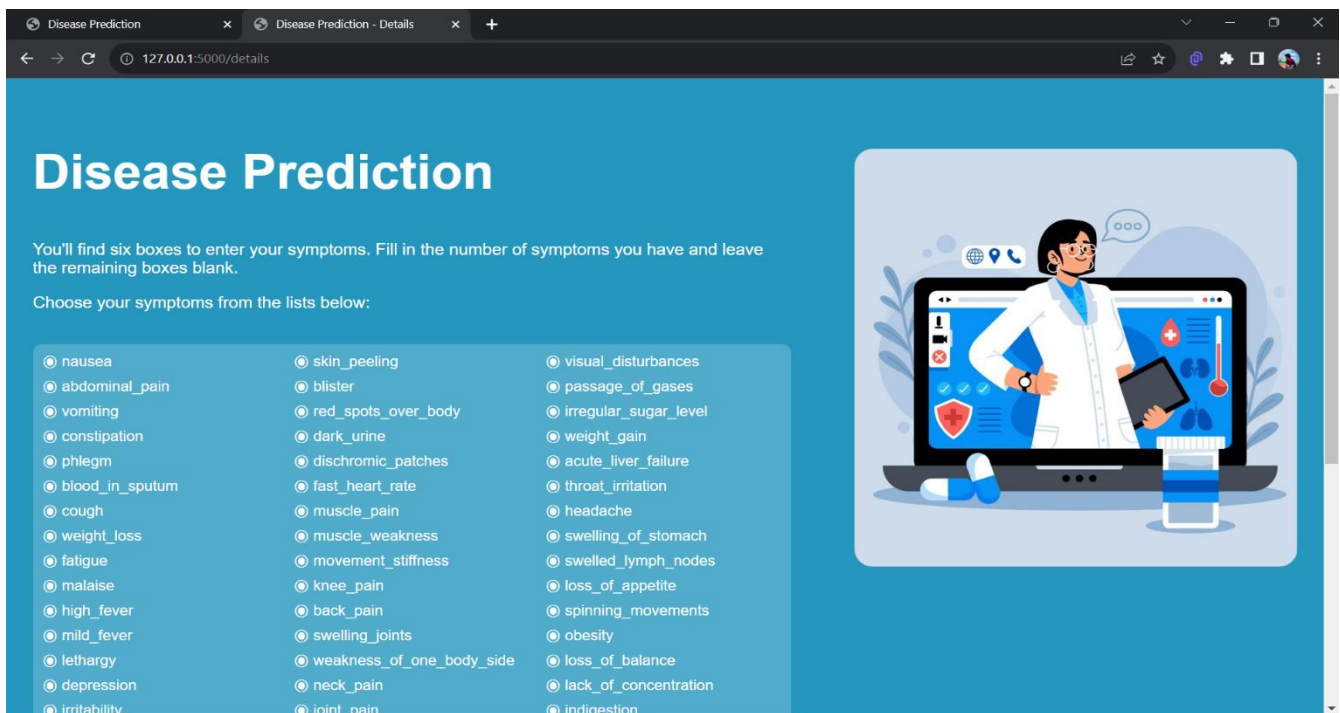 Disease Prediction
Disease Prediction - Details
127.0.0.1:5000/details
Disease Prediction
You'll find six boxes to enter your symptoms. Fill in the number of symptoms you have and leave
the remaining boxes blank.
Choose your symptoms from the lists below:
nausea
abdominal_pain
vomiting
constipation
phlegm
blood_in_sputum
cough
weight_loss
fatigue
malaise
high_fever
mild_fever
lethargy
depression
irritability
skin_peeling
blister
red_spots_over_body
dark_urine
dischromic_patches
fast_heart_rate
muscle_pain
muscle_weakness
movement_stiffness
knee_pain
back_pain
swelling_joints
weakness_of_one_body_side
neck_pain
joint_pain
visual_disturbances
passage_of_gases
irregular_sugar_level
weight_gain
acute_liver_failure
throat_irritation
headache
swelling_of_stomach
swelled_lymph_nodes
loss_of_appetite
spinning_movements
obesity
loss_of_balance
lack_of_concentration
indigestion